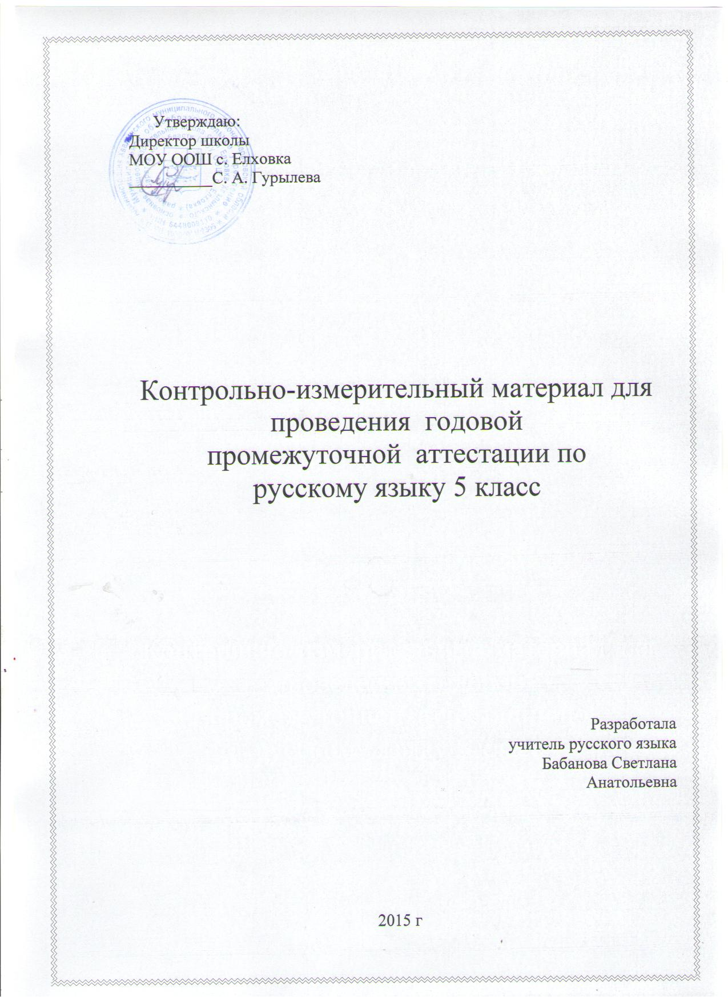 Утверждаю:
Директор школы
МОУ ООШ с. Елховка
___________С. А. Гурылева
Контрольно-измерительный материал для
проведения годовой
промежуточной аттестации по
русскому языку 5 класс
Разработала
учитель русского языка
Бабанова Светлана
Анатольевна
2015 г